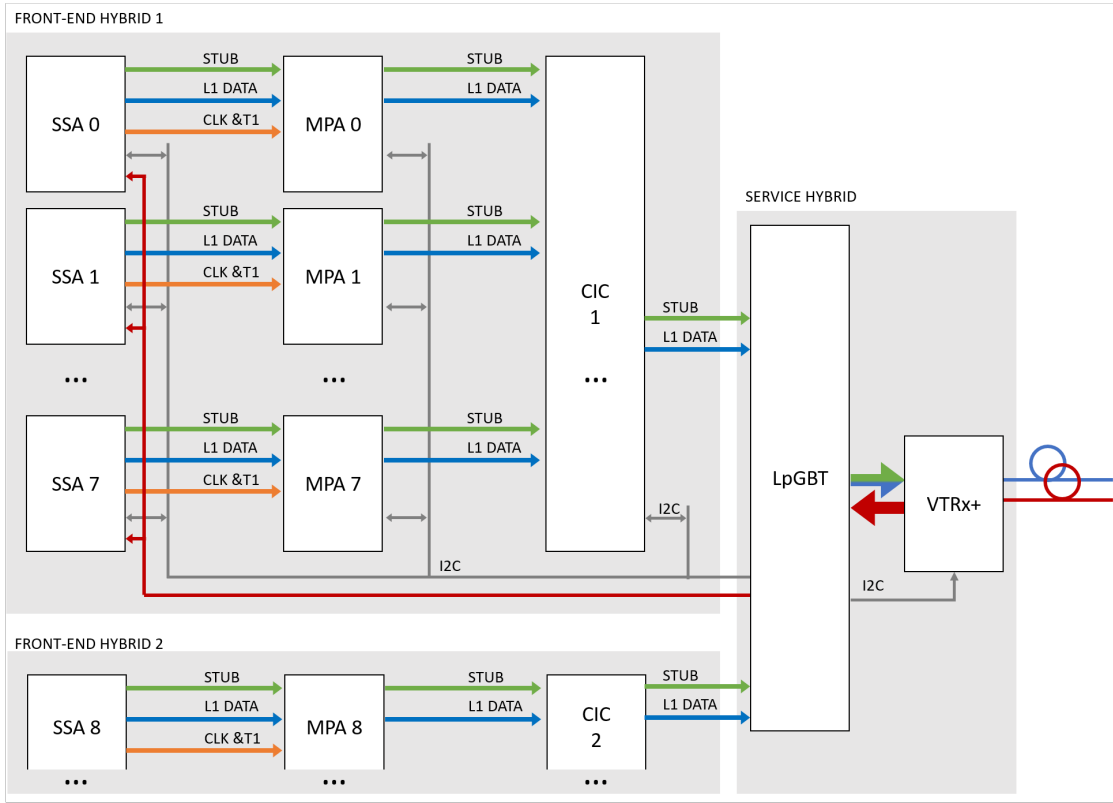 FRONT-END HYBRID 1
SSA 0
STUB
L1 DATA
CLK &T1
MPA 0
STUB
L1 DATA
SSA 1
STUB
L1 DATA
CLK &T1
MPA 1
STUB
L1 DATA
...
...
SSA 7
STUB
L1 DATA
CLK &T1
MPA 7
STUB
L1 DATA
CIC
1
...
STUB
L1 DATA
I2C
I2C
SERVICE HYBRID
LpGBT
VTRx+
I2C
FRONT-END HYBRID 2
SSA 8
STUB
L1 DATA
CLK &T1
MPA 8
STUB
L1 DATA
CIC
2
STUB
L1 DATA
...
...
...